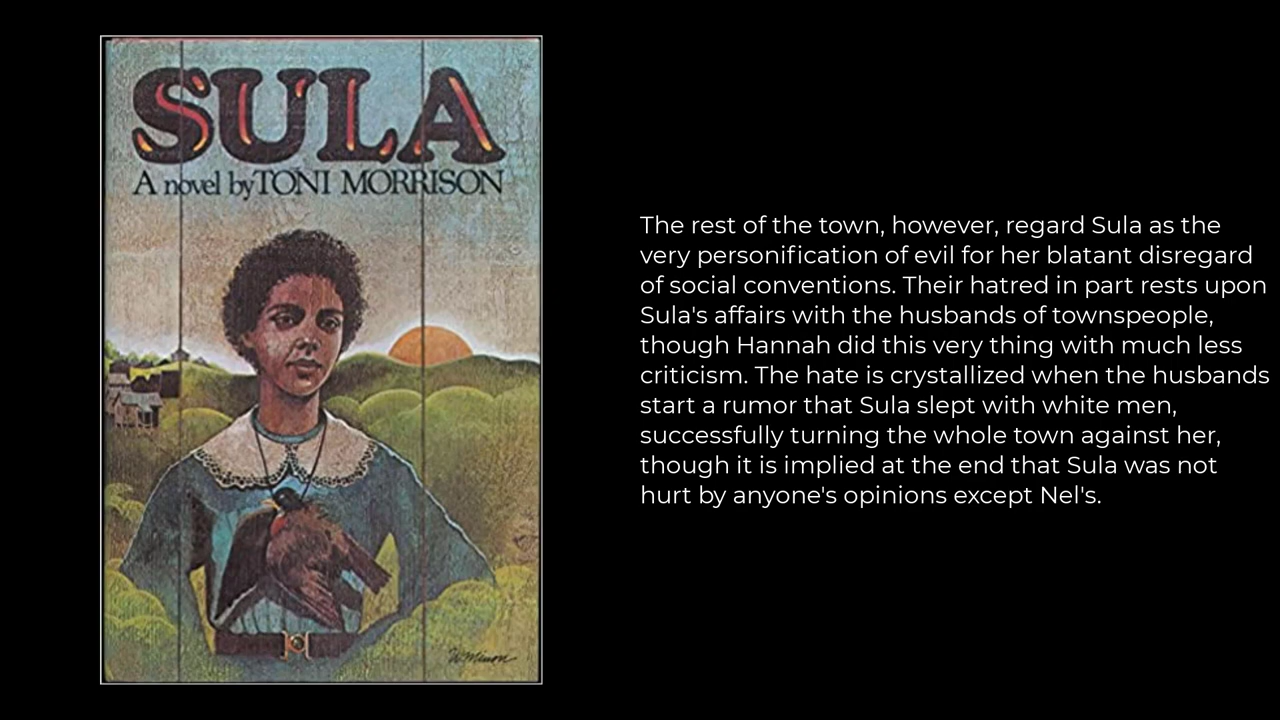 SULA
A novel by TONI MORRISON
The rest of the town, however, regard Sula as the
very personification of evil for her blatant disregard
of social conventions. Their hatred in part rests upon
Sula's affairs with the husbands of townspeople,
though Hannah did this very thing with much less
criticism. The hate is crystallized when the husbands
start a rumor that Sula slept with white men,
successfully turning the whole town against her,
though it is implied at the end that Sula was not
hurt by anyone's opinions except Nel's.